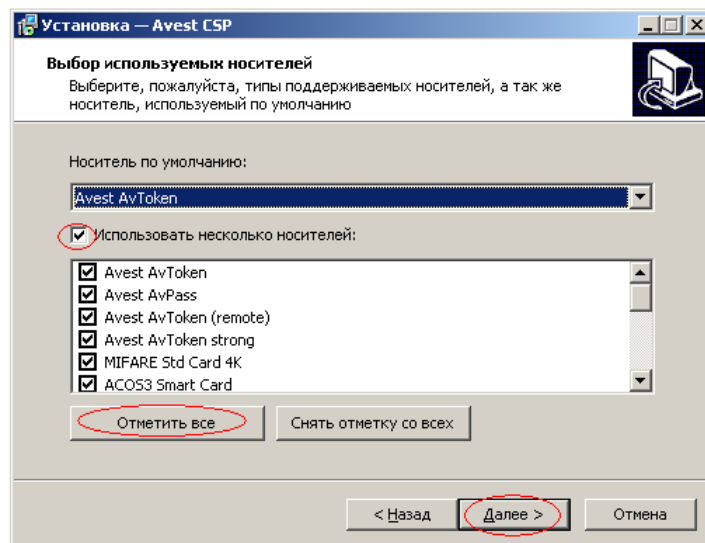 Установка — Avest CSP
Выбор используемых носителей
Выберите, пожалуйста, типы поддерживаемых носителей, а так же
носитель, используемый по умолчанию
Носитель по умолчанию:
Avest AvToken
Использовать несколько носителей:
Avest AvToken
Avest AvPass
Avest AvToken (remote)
Avest AvToken strong
MIFARE Std Card 4K
ACOS3 Smart Card
Отметить все
Снять отметку со всех
< Назад
Далее >
Отмена